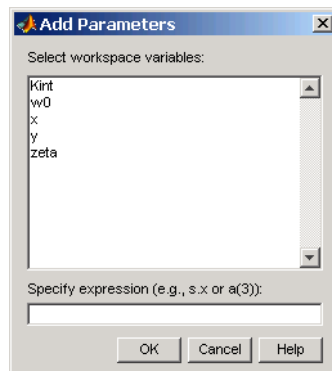 Add Parameters
Select workspace variables:
Kint
w0
x
y
zeta
Specify expression (e.g., s.x or a(3)):
OK Cancel Help